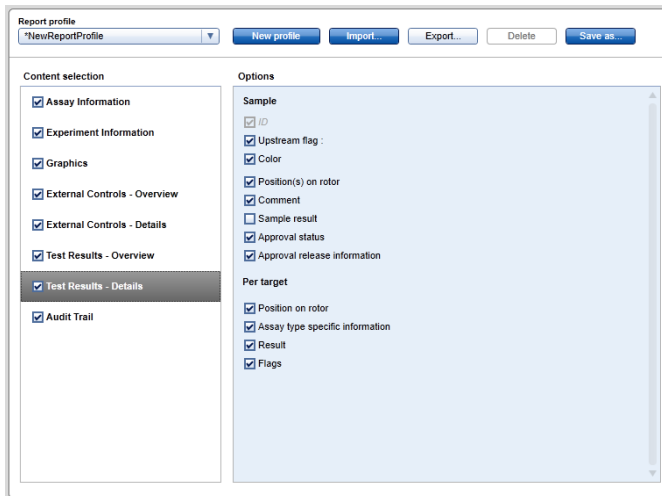 Report profile
*NewReportProfile
New profile
Import...
Export...
Delete
Save as...
Content selection
Assay Information
Experiment Information
Graphics
External Controls - Overview
External Controls - Details
Test Results - Overview
Test Results - Details
Audit Trail
Options
Sample
ID
Upstream flag :
Color
Position(s) on rotor
Comment
Sample result
Approval status
Approval release information
Per target
Position on rotor
Assay type specific information
Result
Flags